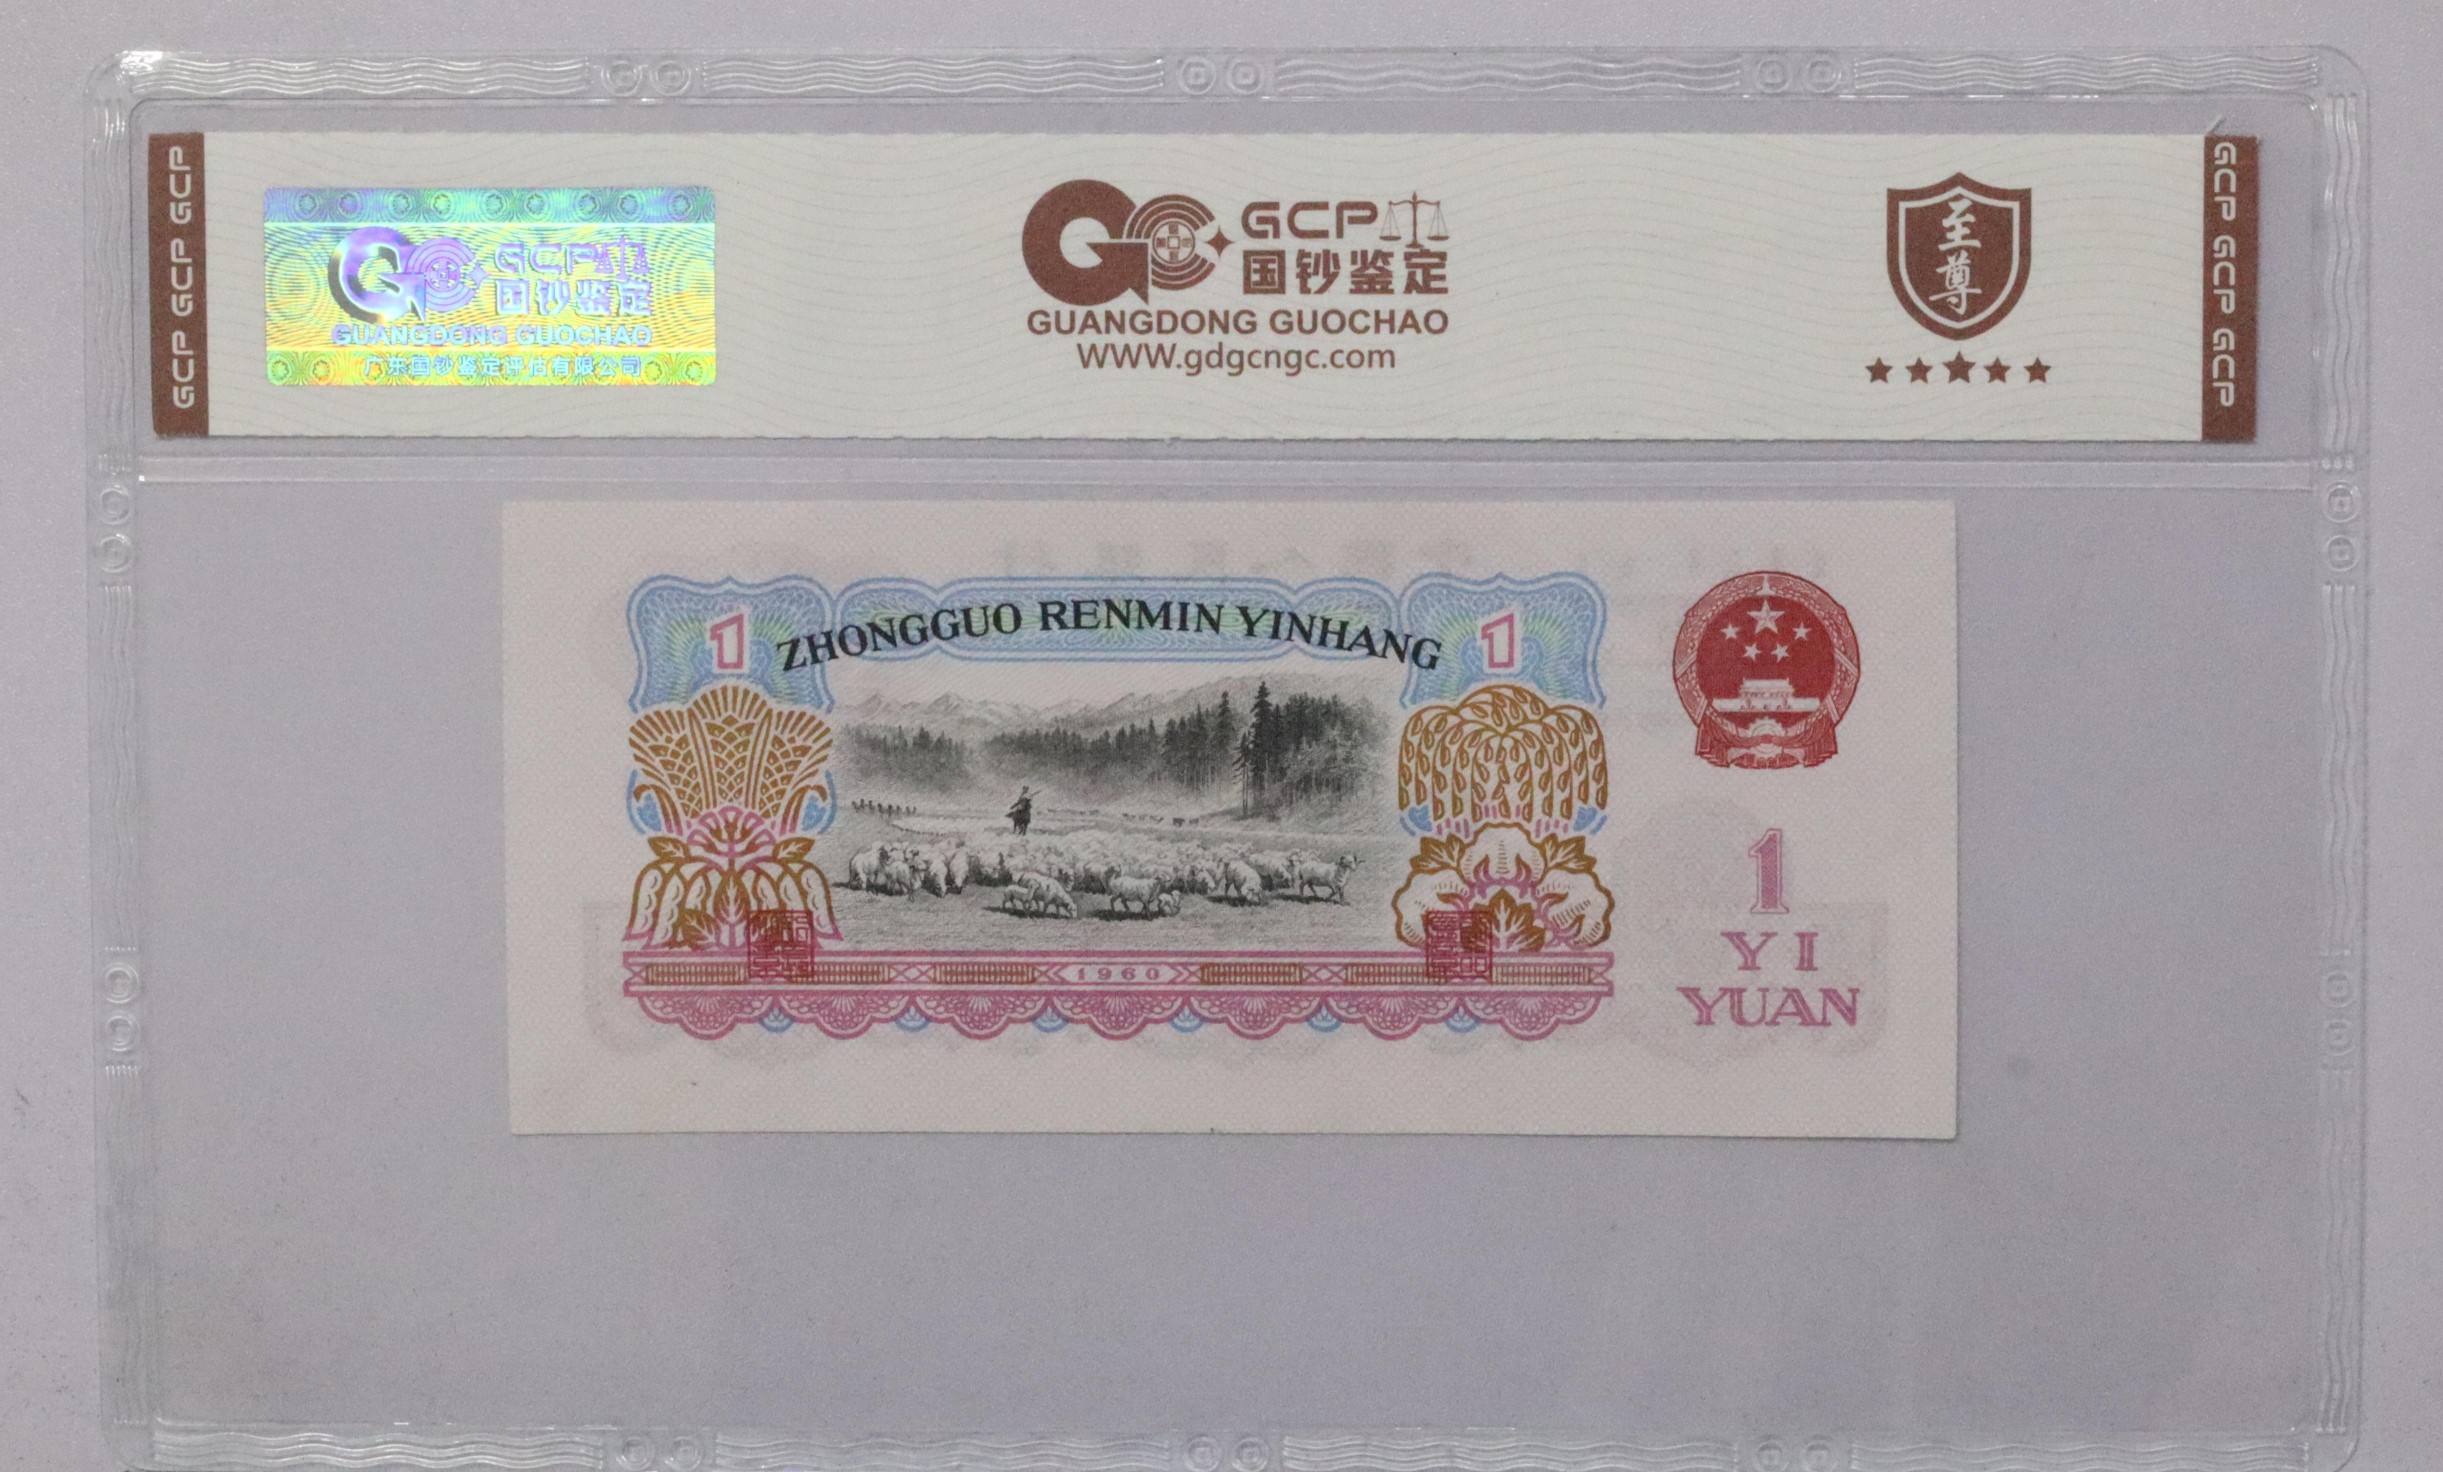 GCP GCP GCP
GCP
国钞鉴定
GUANGDONG GUOCHAO
广东国钞鉴定评估有限公司
GCP
国钞鉴定
GUANGDONG GUOCHAO
WWW.gdgcngc.com
至尊
GCP GCP GCP
ZHONGGUO RENMIN YINHANG
1
1
1960
1
YI
YUAN